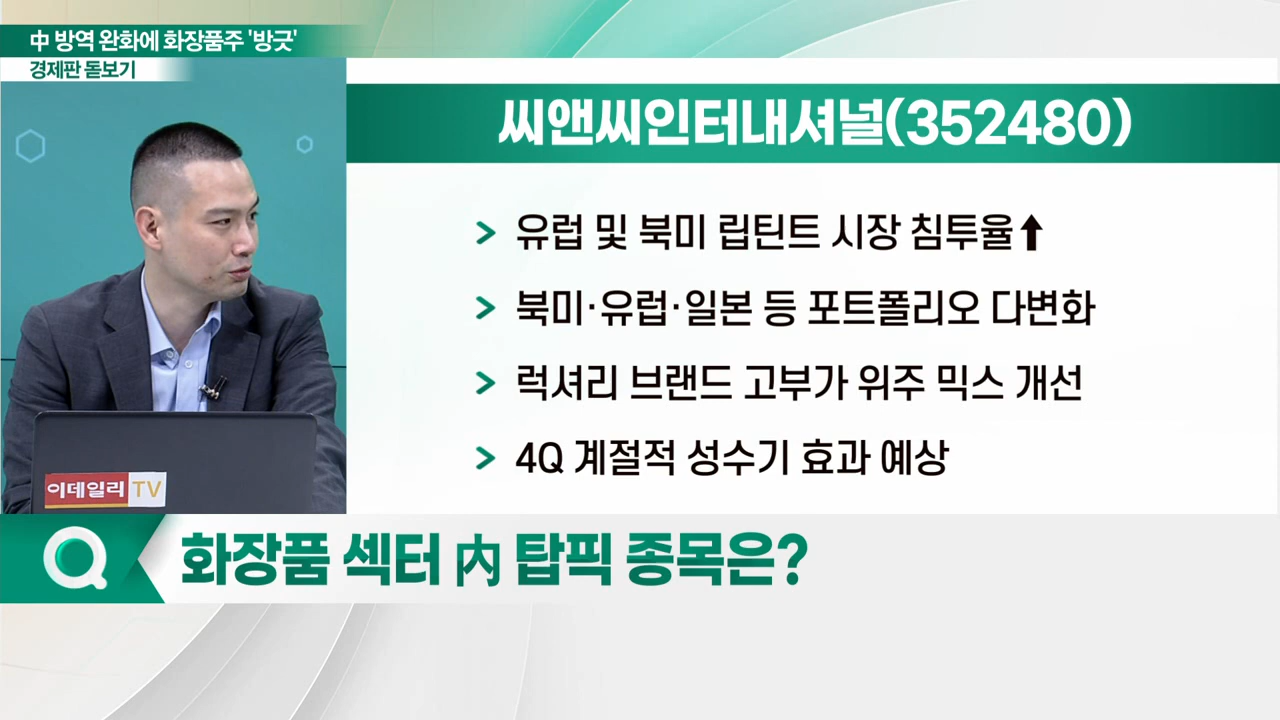 中 방역 완화에 화장품주 '방긋'
경제판 돋보기
씨앤씨인터내셔널(352480)
> 유럽 및 북미 립틴트 시장 침투율⬆
> 북미·유럽·일본 등 포트폴리오 다변화
> 럭셔리 브랜드 고부가 위주 믹스 개선
> 4Q 계절적 성수기 효과 예상
이데일리 TV
Q 화장품 섹터 內 탑픽 종목은?